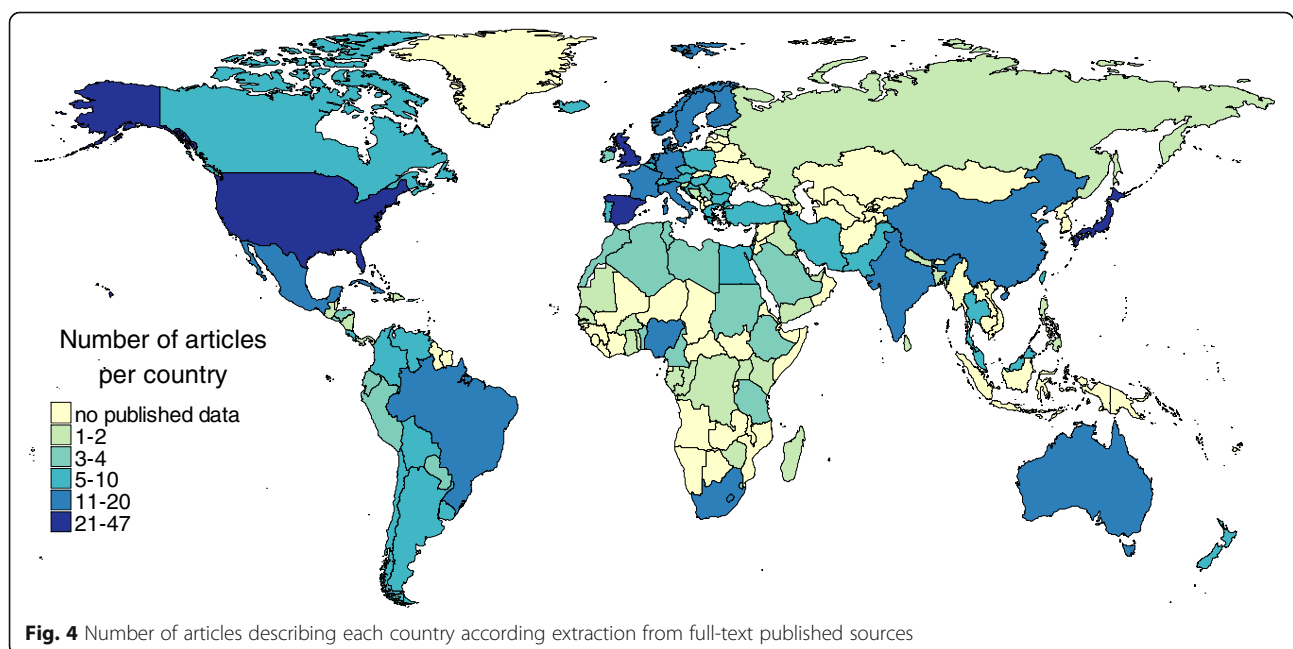 Number of articles
per country
no published data
1-2
3-4
5-10
11-20
21-47
Fig. 4 Number of articles describing each country according extraction from full-text published sources